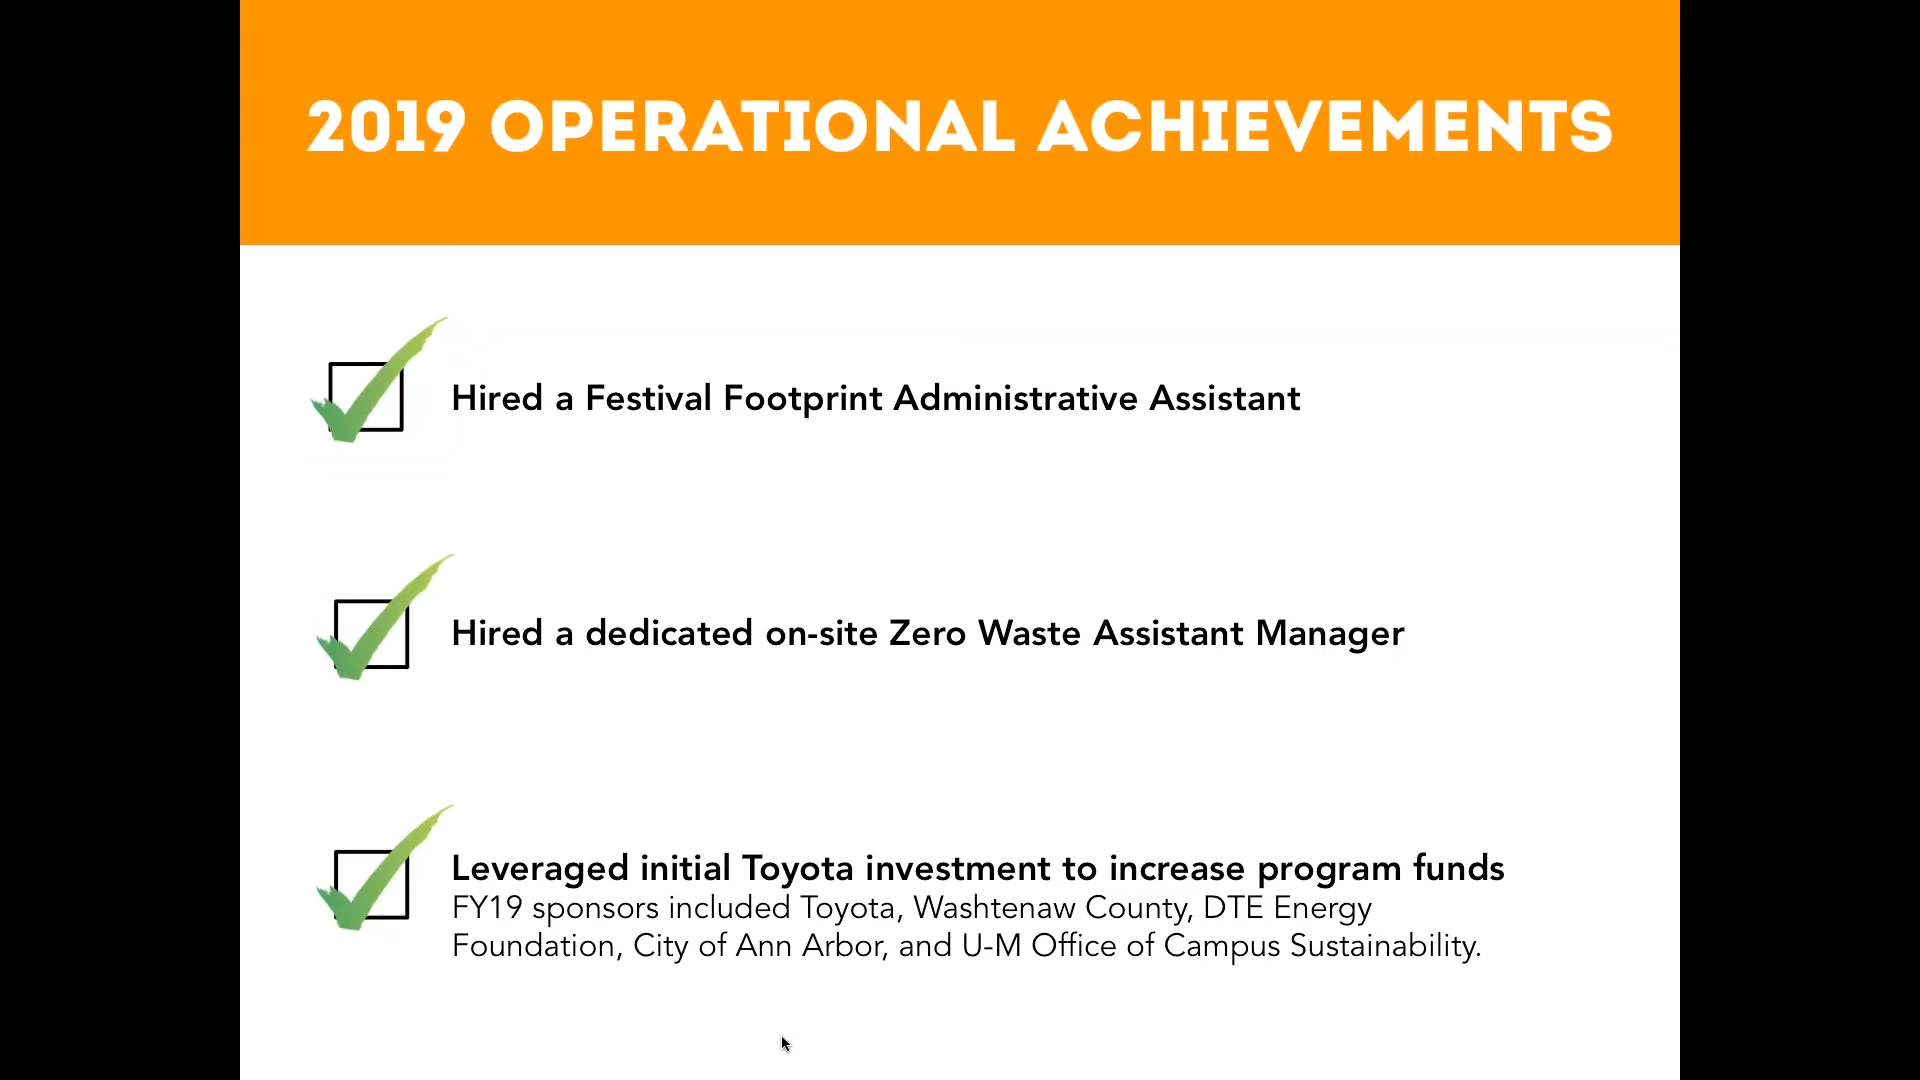 2019 OPERATIONAL ACHIEVEMENTS
Hired a Festival Footprint Administrative Assistant
Hired a dedicated on-site Zero Waste Assistant Manager
Leveraged initial Toyota investment to increase program funds
FY19 sponsors included Toyota, Washtenaw County, DTE Energy
Foundation, City of Ann Arbor, and U-M Office of Campus Sustainability.